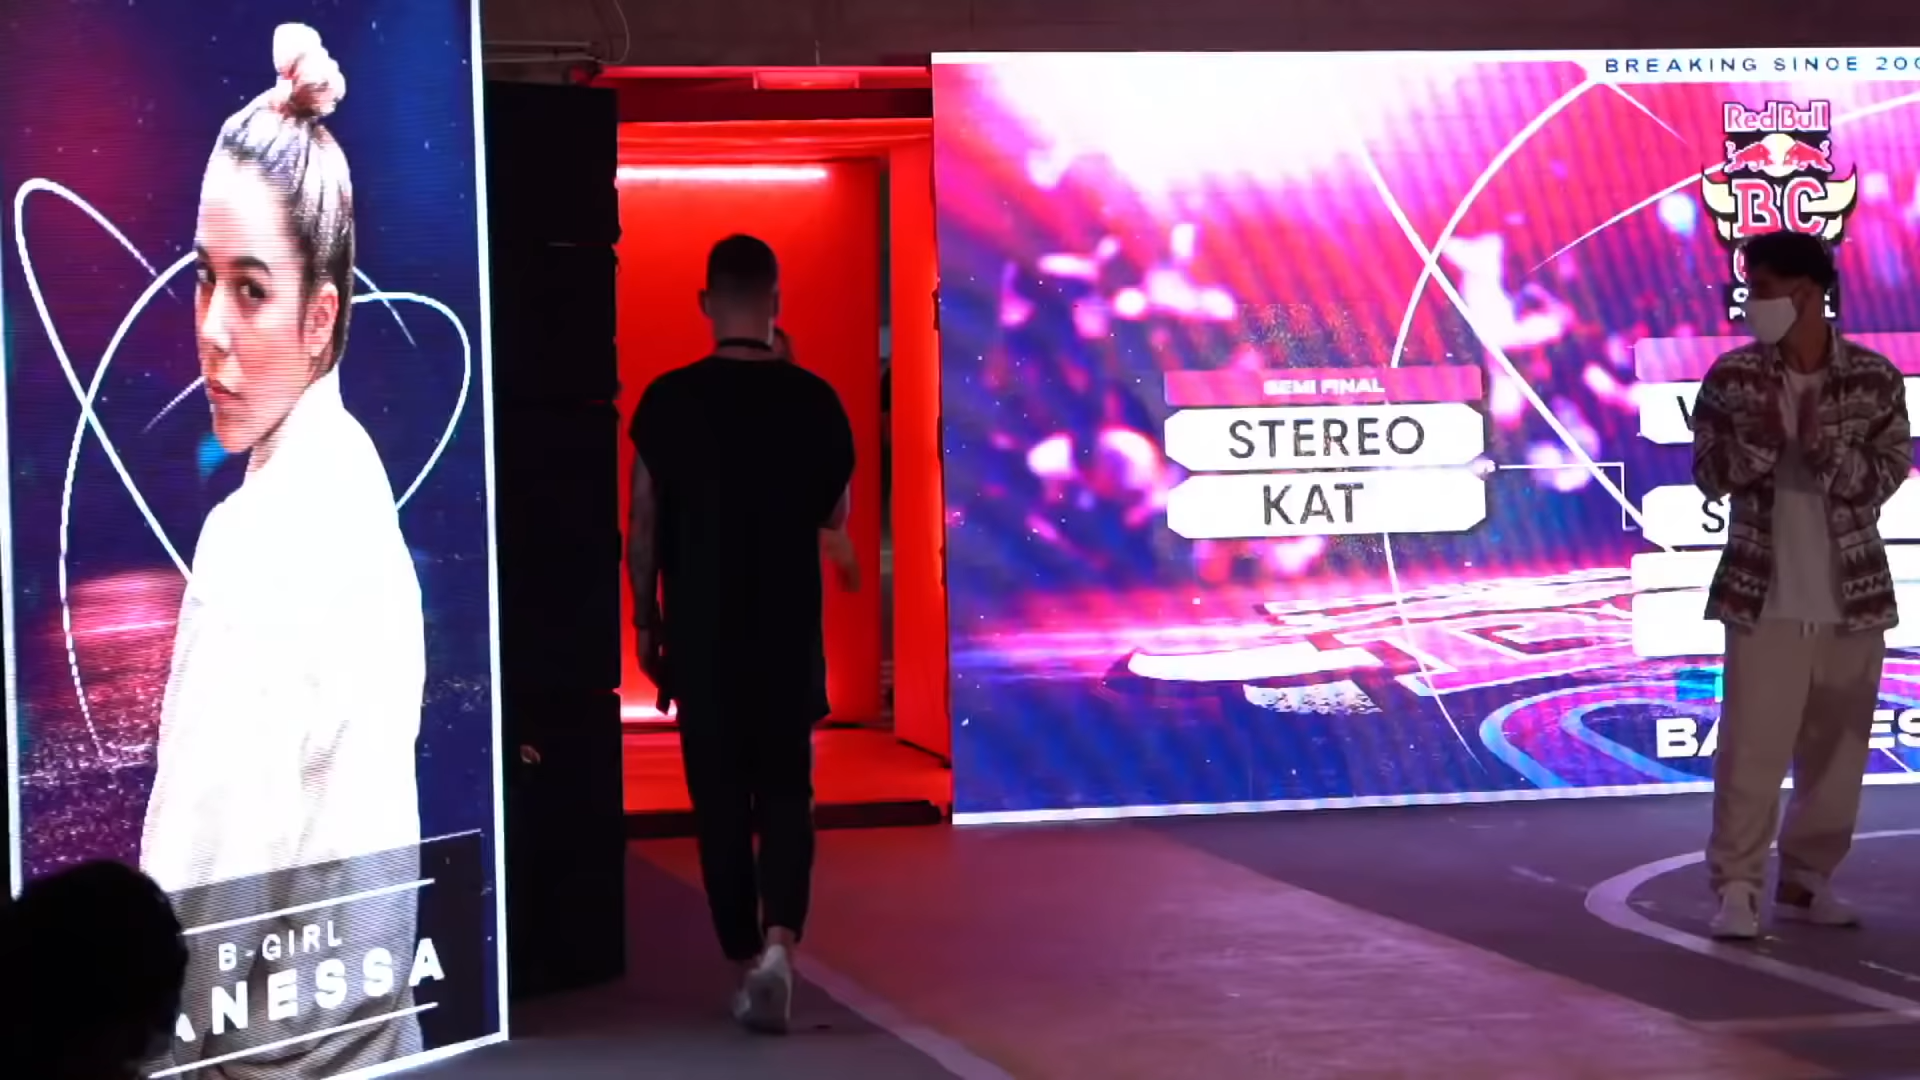 BREAKING SINCE 200
Red Bull
BC
SEMI FINAL
STEREO
KAT
B-GIRL
ANESSA